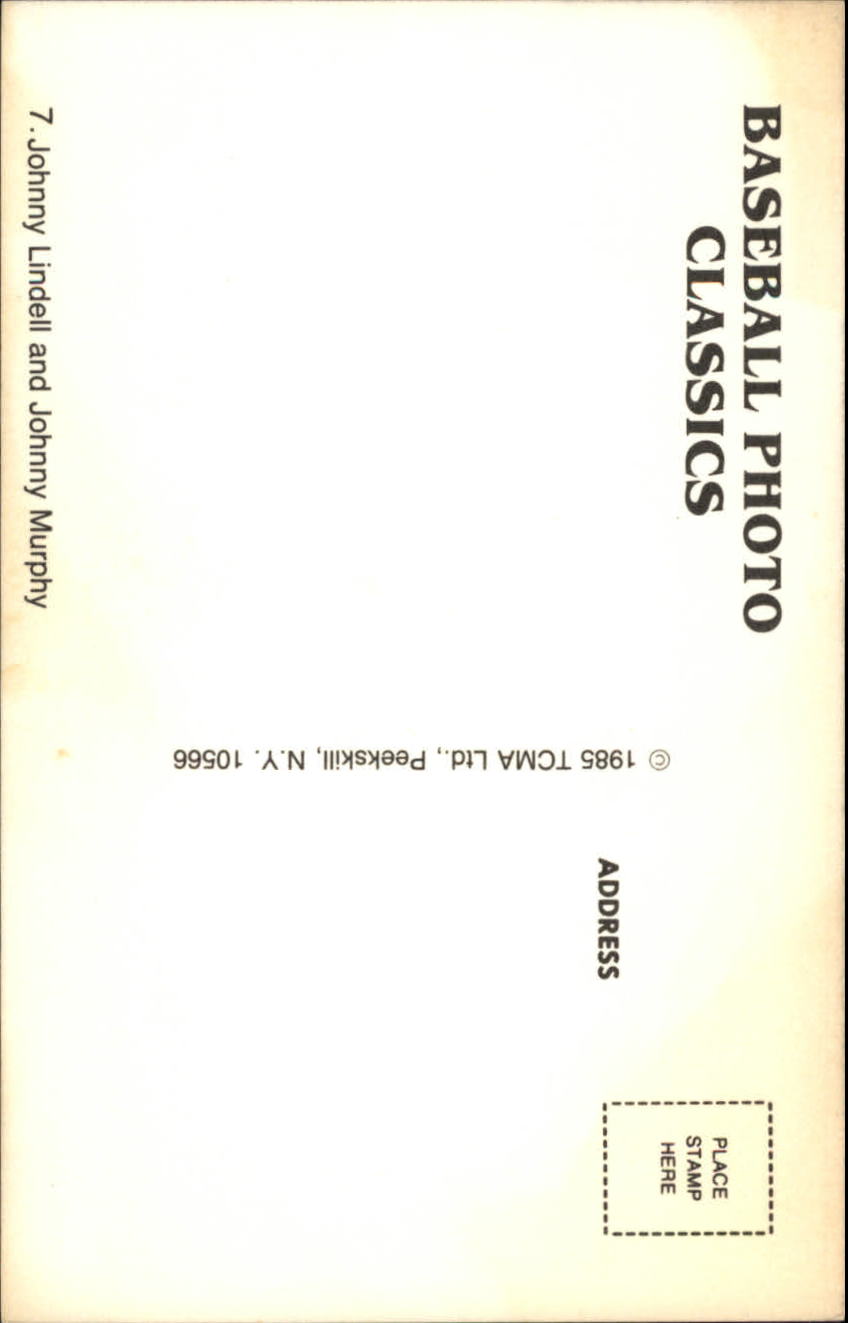 BASEBALL PHOTO
CLASSICS
PLACE
STAMP
HERE
ADDRESS
© 1985 TCMA Ltd., Peekskill, N.Y. 10566
7. Johnny Lindell and Johnny Murphy